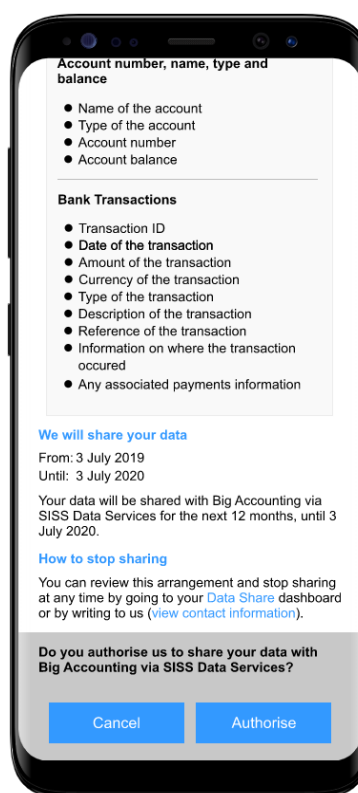 Account number, name, type and
balance
● Name of the account
● Type of the account
● Account number
● Account balance
Bank Transactions
● Transaction ID
● Date of the transaction
● Amount of the transaction
● Currency of the transaction
● Type of the transaction
● Description of the transaction
● Reference of the transaction
● Information on where the transaction
occured
● Any associated payments information
We will share your data
From: 3 July 2019
Until: 3 July 2020
Your data will be shared with Big Accounting via
SISS Data Services for the next 12 months, until 3
July 2020.
How to stop sharing
You can review this arrangement and stop sharing
at any time by going to your Data Share dashboard
or by writing to us (view contact information).
Do you authorise us to share your data with
Big Accounting via SISS Data Services?
Cancel
Authorise